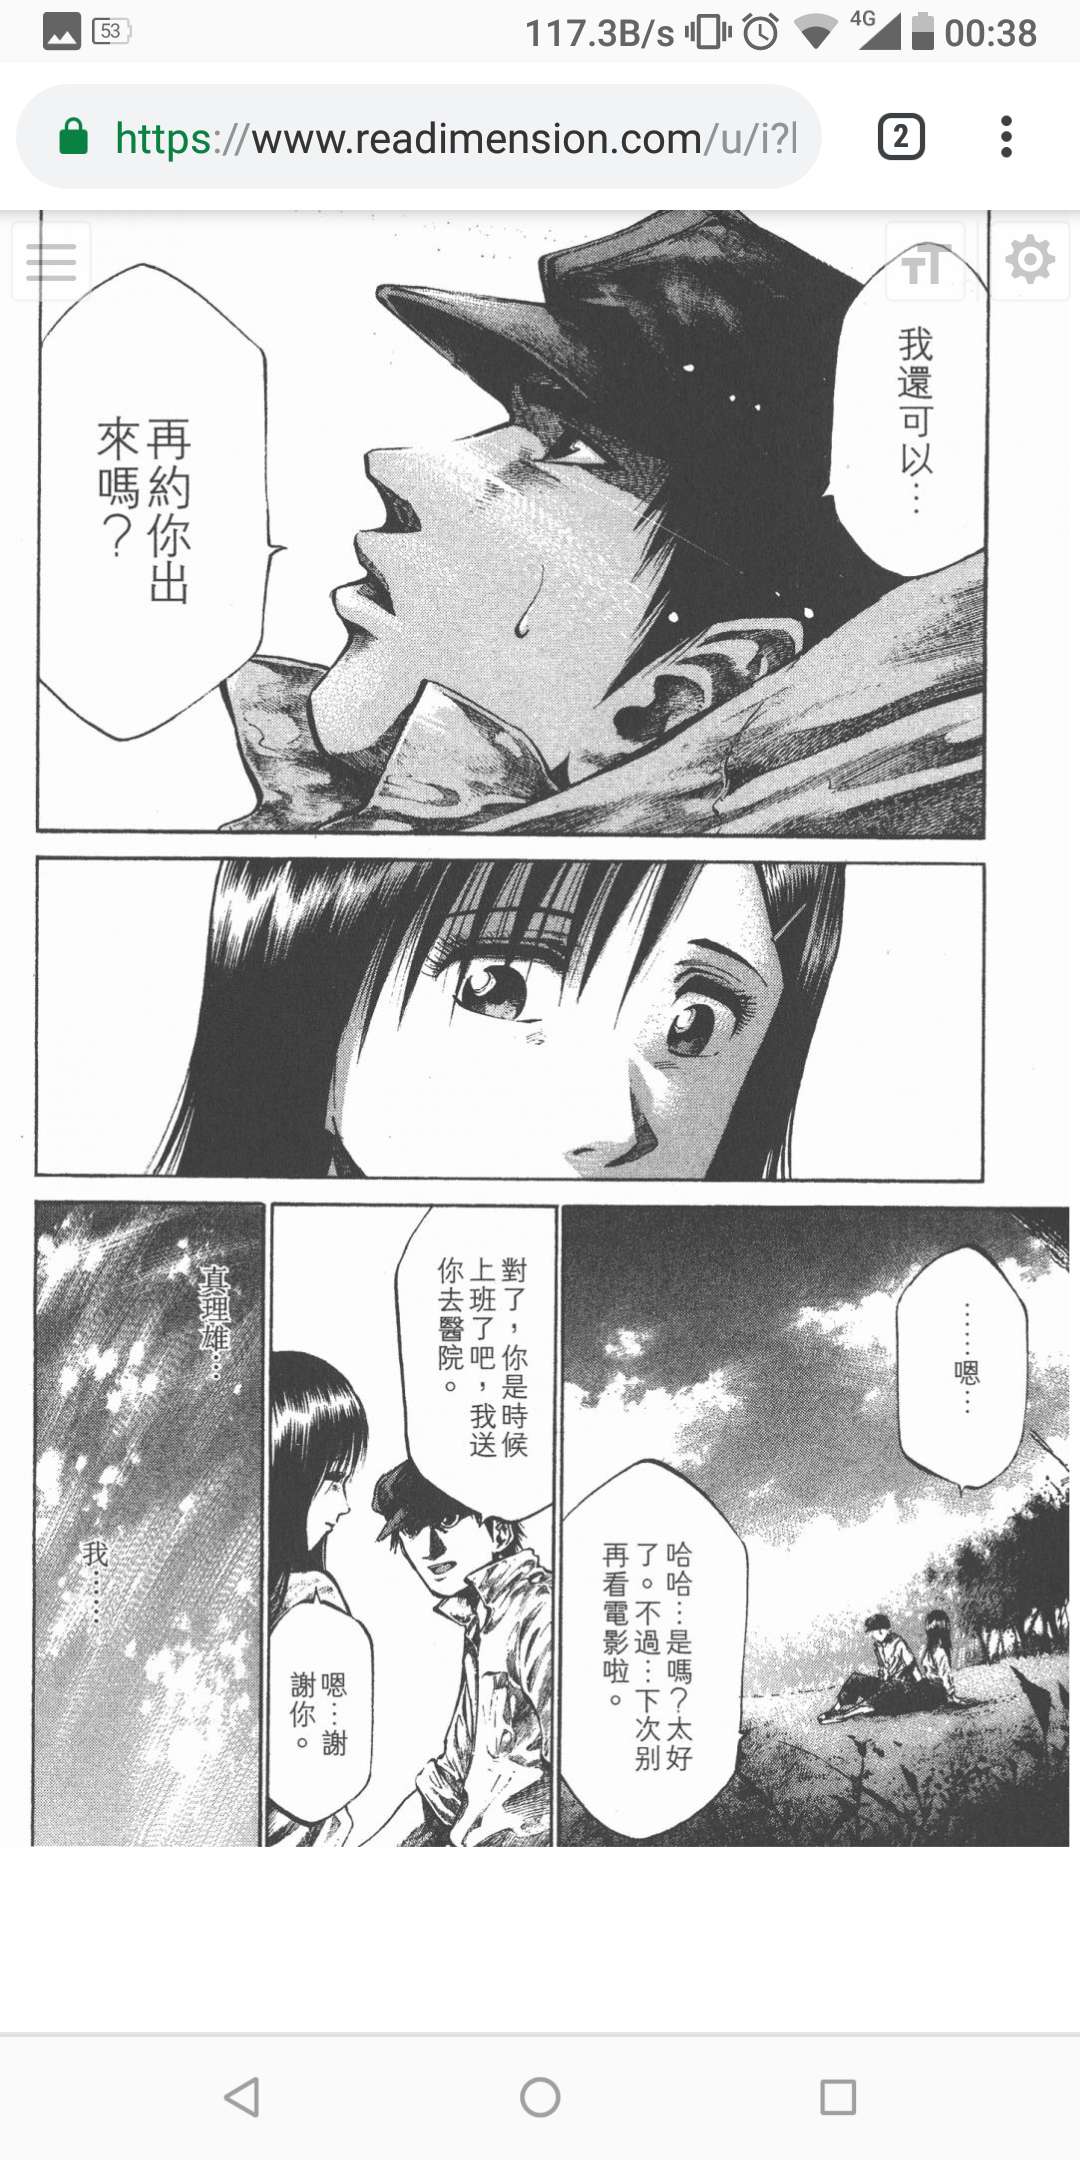 53
117.3B/s
4G
00:38
https://www.readimension.com/u/i?
2
我還可以…
再約你出
來嗎？
……嗯…
哈哈…是嗎？太好
了。不過…下次別
再看電影啦。
對了，你是時候
上班了吧，我送
你去醫院。
嗯…謝
謝你。
真理雄…
我……